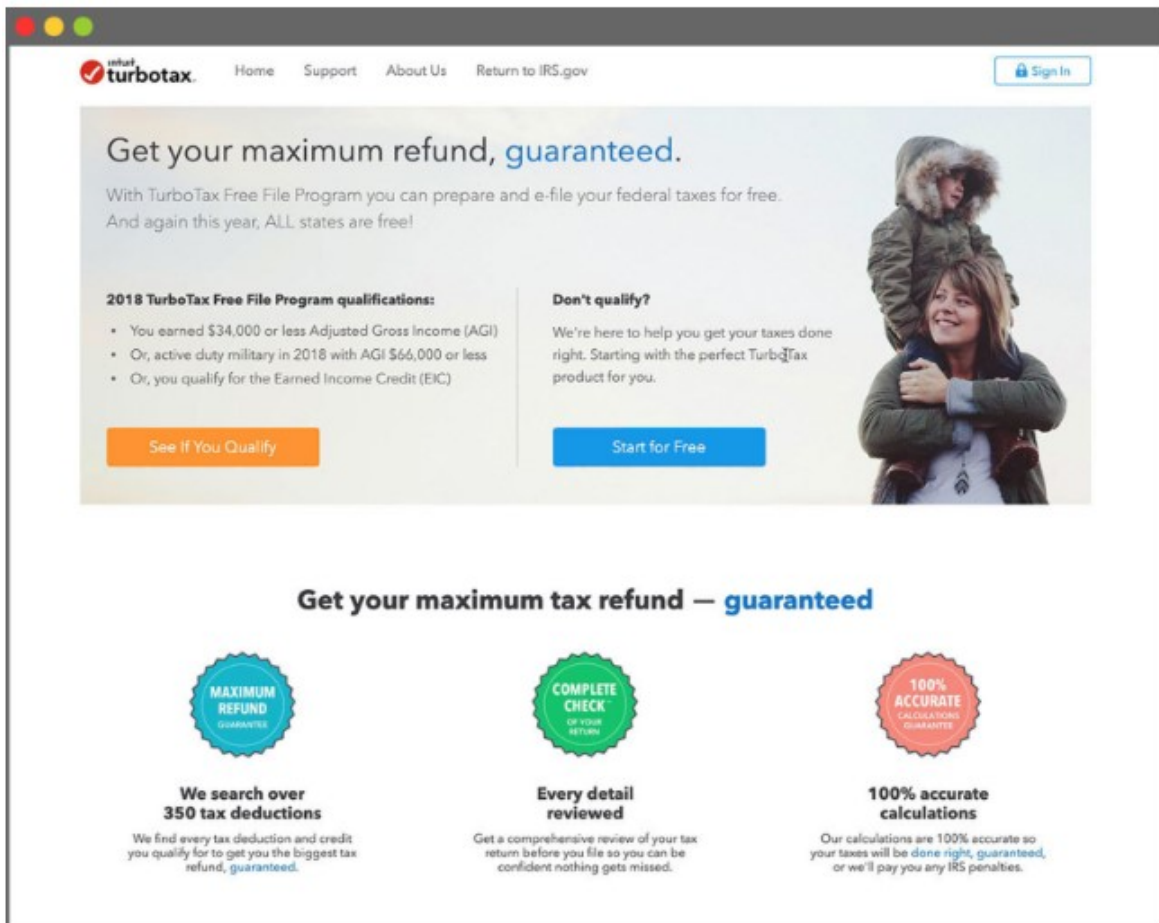 intuit
turbotax.
Home Support About Us Return to IRS.gov
Sign In
Get your maximum refund, guaranteed.
With TurboTax Free File Program you can prepare and e-file your federal taxes for free.
And again this year, ALL states are free!
2018 TurboTax Free File Program qualifications:
• You earned $34,000 or less Adjusted Gross Income (AGI)
• Or, active duty military in 2018 with AGI $66,000 or less
• Or, you qualify for the Earned Income Credit (EIC)
See If You Qualify
Don't qualify?
We're here to help you get your taxes done
right. Starting with the perfect TurboTax
product for you.
Start for Free
Get your maximum tax refund — guaranteed
MAXIMUM
REFUND
GUARANTEE
We search over
350 tax deductions
We find every tax deduction and credit
you qualify for to get you the biggest tax
refund, guaranteed.
COMPLETE
CHECK™
OF YOUR
RETURN
Every detail
reviewed
Get a comprehensive review of your tax
return before you file so you can be
confident nothing gets missed.
100%
ACCURATE
CALCULATIONS
GUARANTEE
100% accurate
calculations
Our calculations are 100% accurate so
your taxes will be done right, guaranteed,
or we'll pay you any IRS penalties.